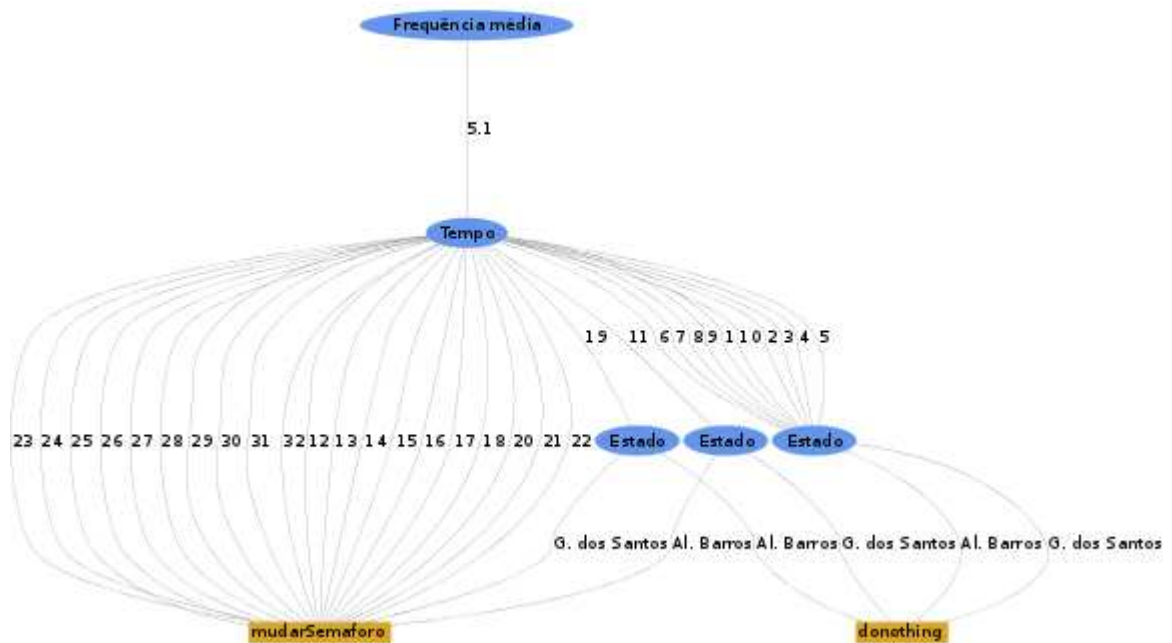 Frequência média
5.1
Tempo
19 11 6 7 8 9 1 10 2 3 4 5
23 24 25 26 27 28 29 30 31 32 12 13 14 15 16 17 18 20 21 22 Estado Estado Estado
G. dos Santos Al. Barros Al. Barros G. dos Santos Al. Barros G. dos Santos
mudarSemaforo donothing